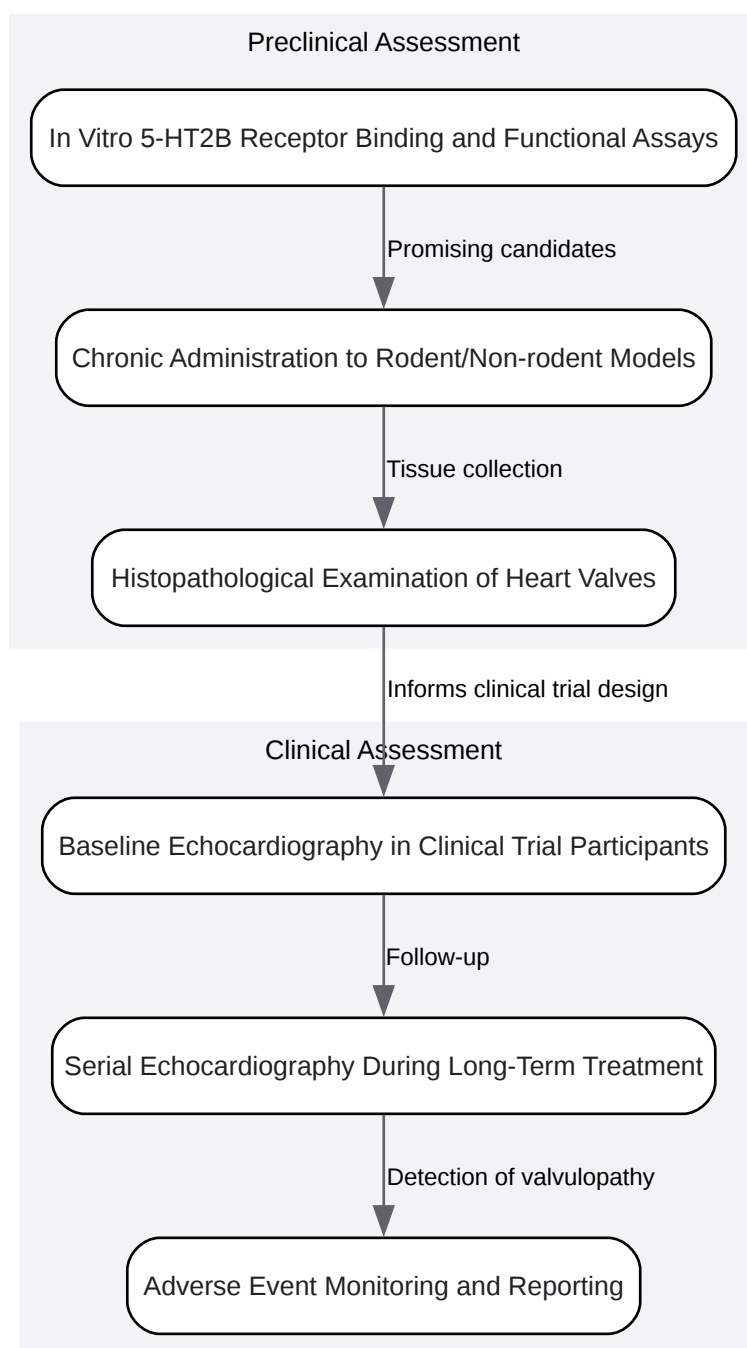 Preclinical Assessment
In Vitro 5-HT2B Receptor Binding and Functional Assays
Promising candidates
Chronic Administration to Rodent/Non-rodent Models
Tissue collection
Histopathological Examination of Heart Valves
Informs clinical trial design
Clinical Assessment
Baseline Echocardiography in Clinical Trial Participants
Follow-up
Serial Echocardiography During Long-Term Treatment
Detection of valvulopathy
Adverse Event Monitoring and Reporting